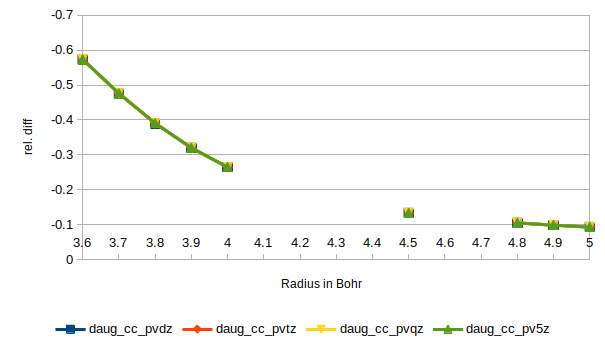 -0.7
-0.6
-0.5
-0.4
-0.3
-0.2
-0.1
0
rel. diff
3.6 3.7 3.8 3.9 4 4.1 4.2 4.3 4.4 4.5 4.6 4.7 4.8 4.9 5
Radius in Bohr
daug_cc_pvdz daug_cc_pvtz daug_cc_pvqz daug_cc_pv5z